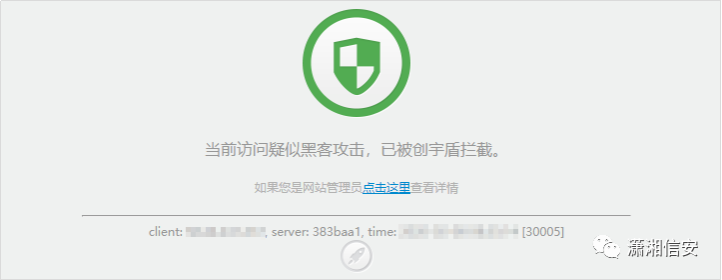 当前访问疑似黑客攻击，已被创宇盾拦截。
如果您是网站管理员点击这里查看详情
client: , server: 383baa1, time: [30005]
潇湘信安